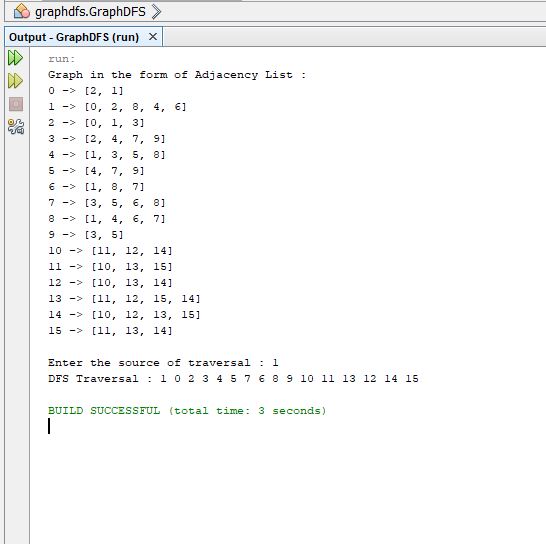 graphdfs.GraphDFS
Output - GraphDFS (run) ×
run:
Graph in the form of Adjacency List :
0 -> [2, 1]
1 -> [0, 2, 8, 4, 6]
2 -> [0, 1, 3]
3 -> [2, 4, 7, 9]
4 -> [1, 3, 5, 8]
5 -> [4, 7, 9]
6 -> [1, 8, 7]
7 -> [3, 5, 6, 8]
8 -> [1, 4, 6, 7]
9 -> [3, 5]
10 -> [11, 12, 14]
11 -> [10, 13, 15]
12 -> [10, 13, 14]
13 -> [11, 12, 15, 14]
14 -> [10, 12, 13, 15]
15 -> [11, 13, 14]
Enter the source of traversal : 1
DFS Traversal : 1 0 2 3 4 5 7 6 8 9 10 11 13 12 14 15
BUILD SUCCESSFUL (total time: 3 seconds)